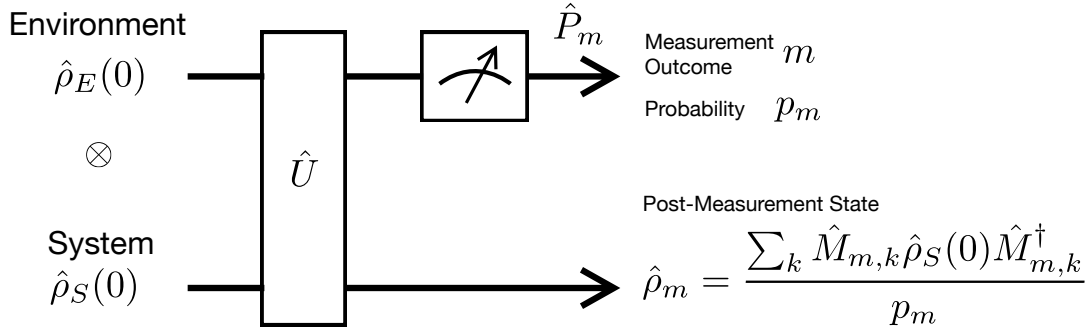 Environment
$\hat{\rho}_E(0)$
$\otimes$
System
$\hat{\rho}_S(0)$
$\hat{U}$
$\hat{P}_m$
Measurement
Outcome $m$
Probability $p_m$
Post-Measurement State
$\hat{\rho}_m = \frac{\sum_k \hat{M}_{m,k} \hat{\rho}_S(0) \hat{M}_{m,k}^\dagger}{p_m}$